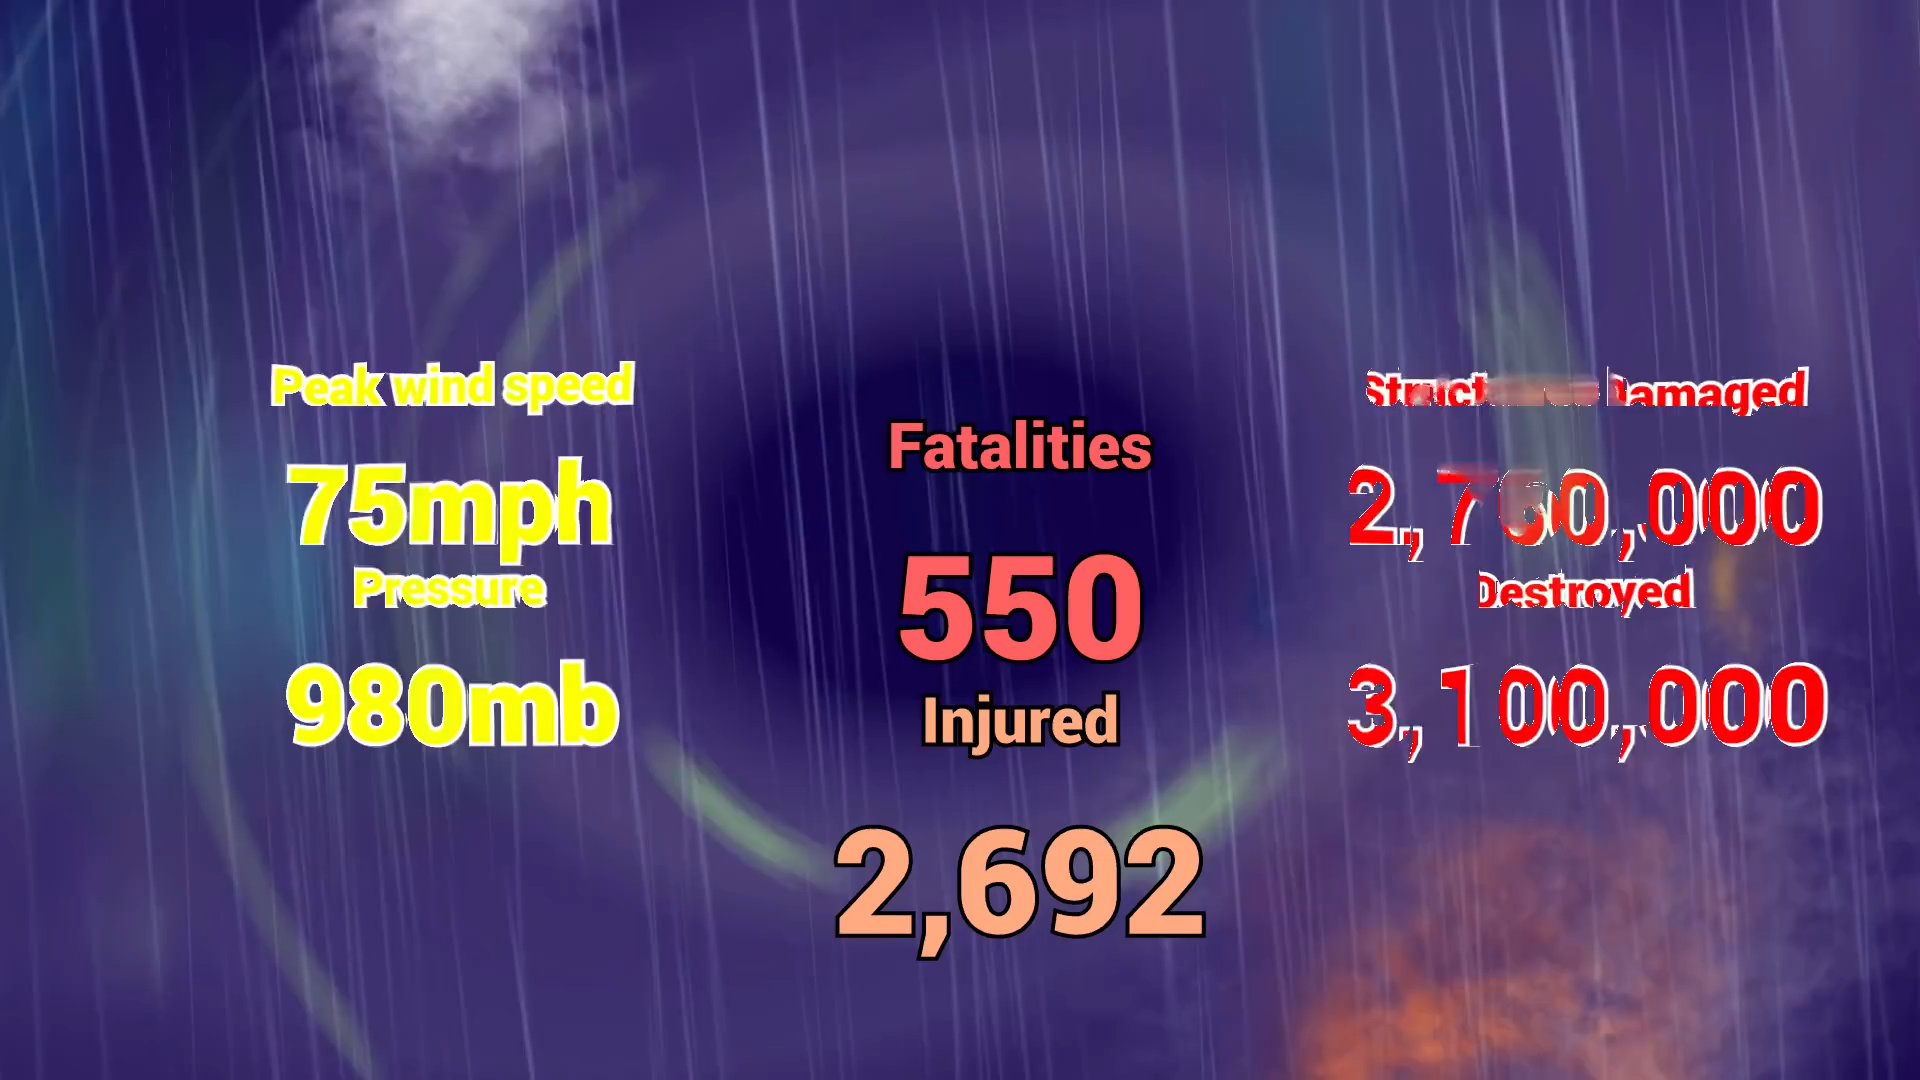 Peak wind speed
75mph
Pressure
980mb
Fatalities
550
Injured
2,692
Damaged
Destroyed
3,100,000